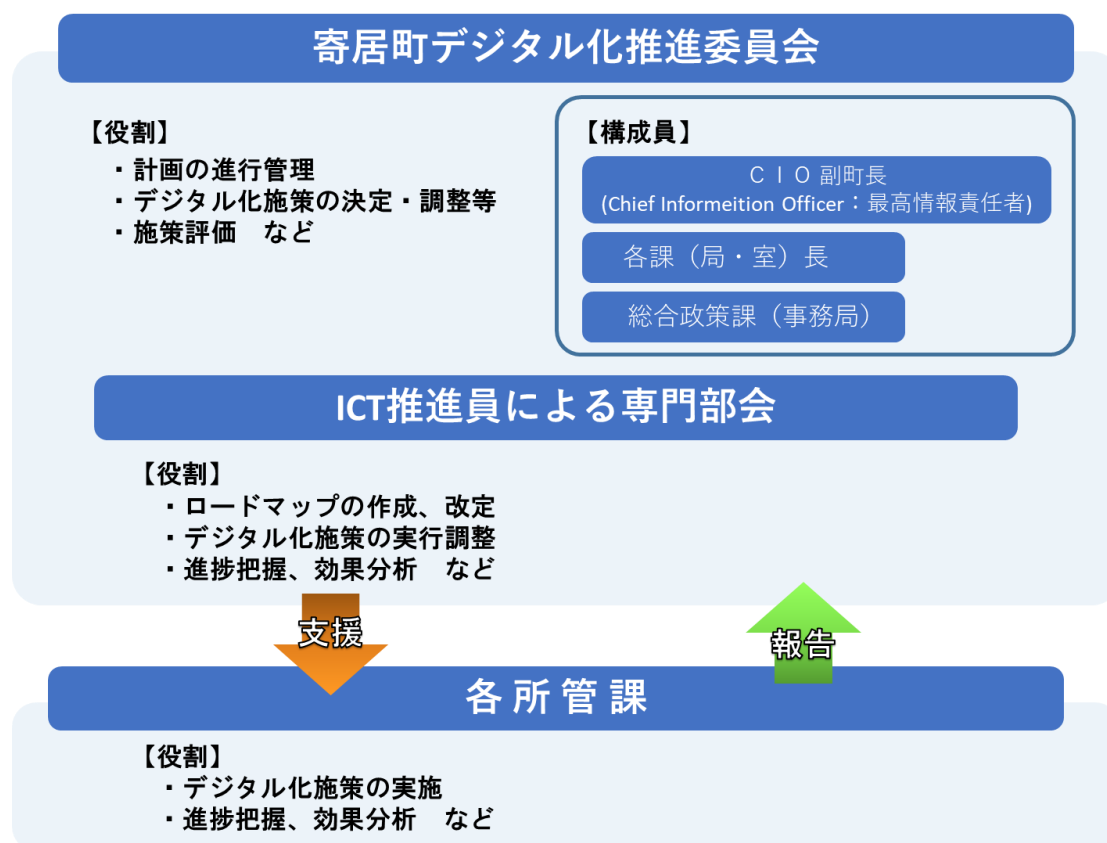 寄居町デジタル化推進委員会
【役割】
・計画の進行管理
・デジタル化施策の決定・調整等
・施策評価　など
【構成員】
ＣＩＯ 副町長
(Chief Informeition Officer：最高情報責任者)
各課（局・室）長
総合政策課（事務局）
ICT推進員による専門部会
【役割】
・ロードマップの作成、改定
・デジタル化施策の実行調整
・進捗把握、効果分析　など
支援
報告
各 所 管 課
【役割】
・デジタル化施策の実施
・進捗把握、効果分析　など